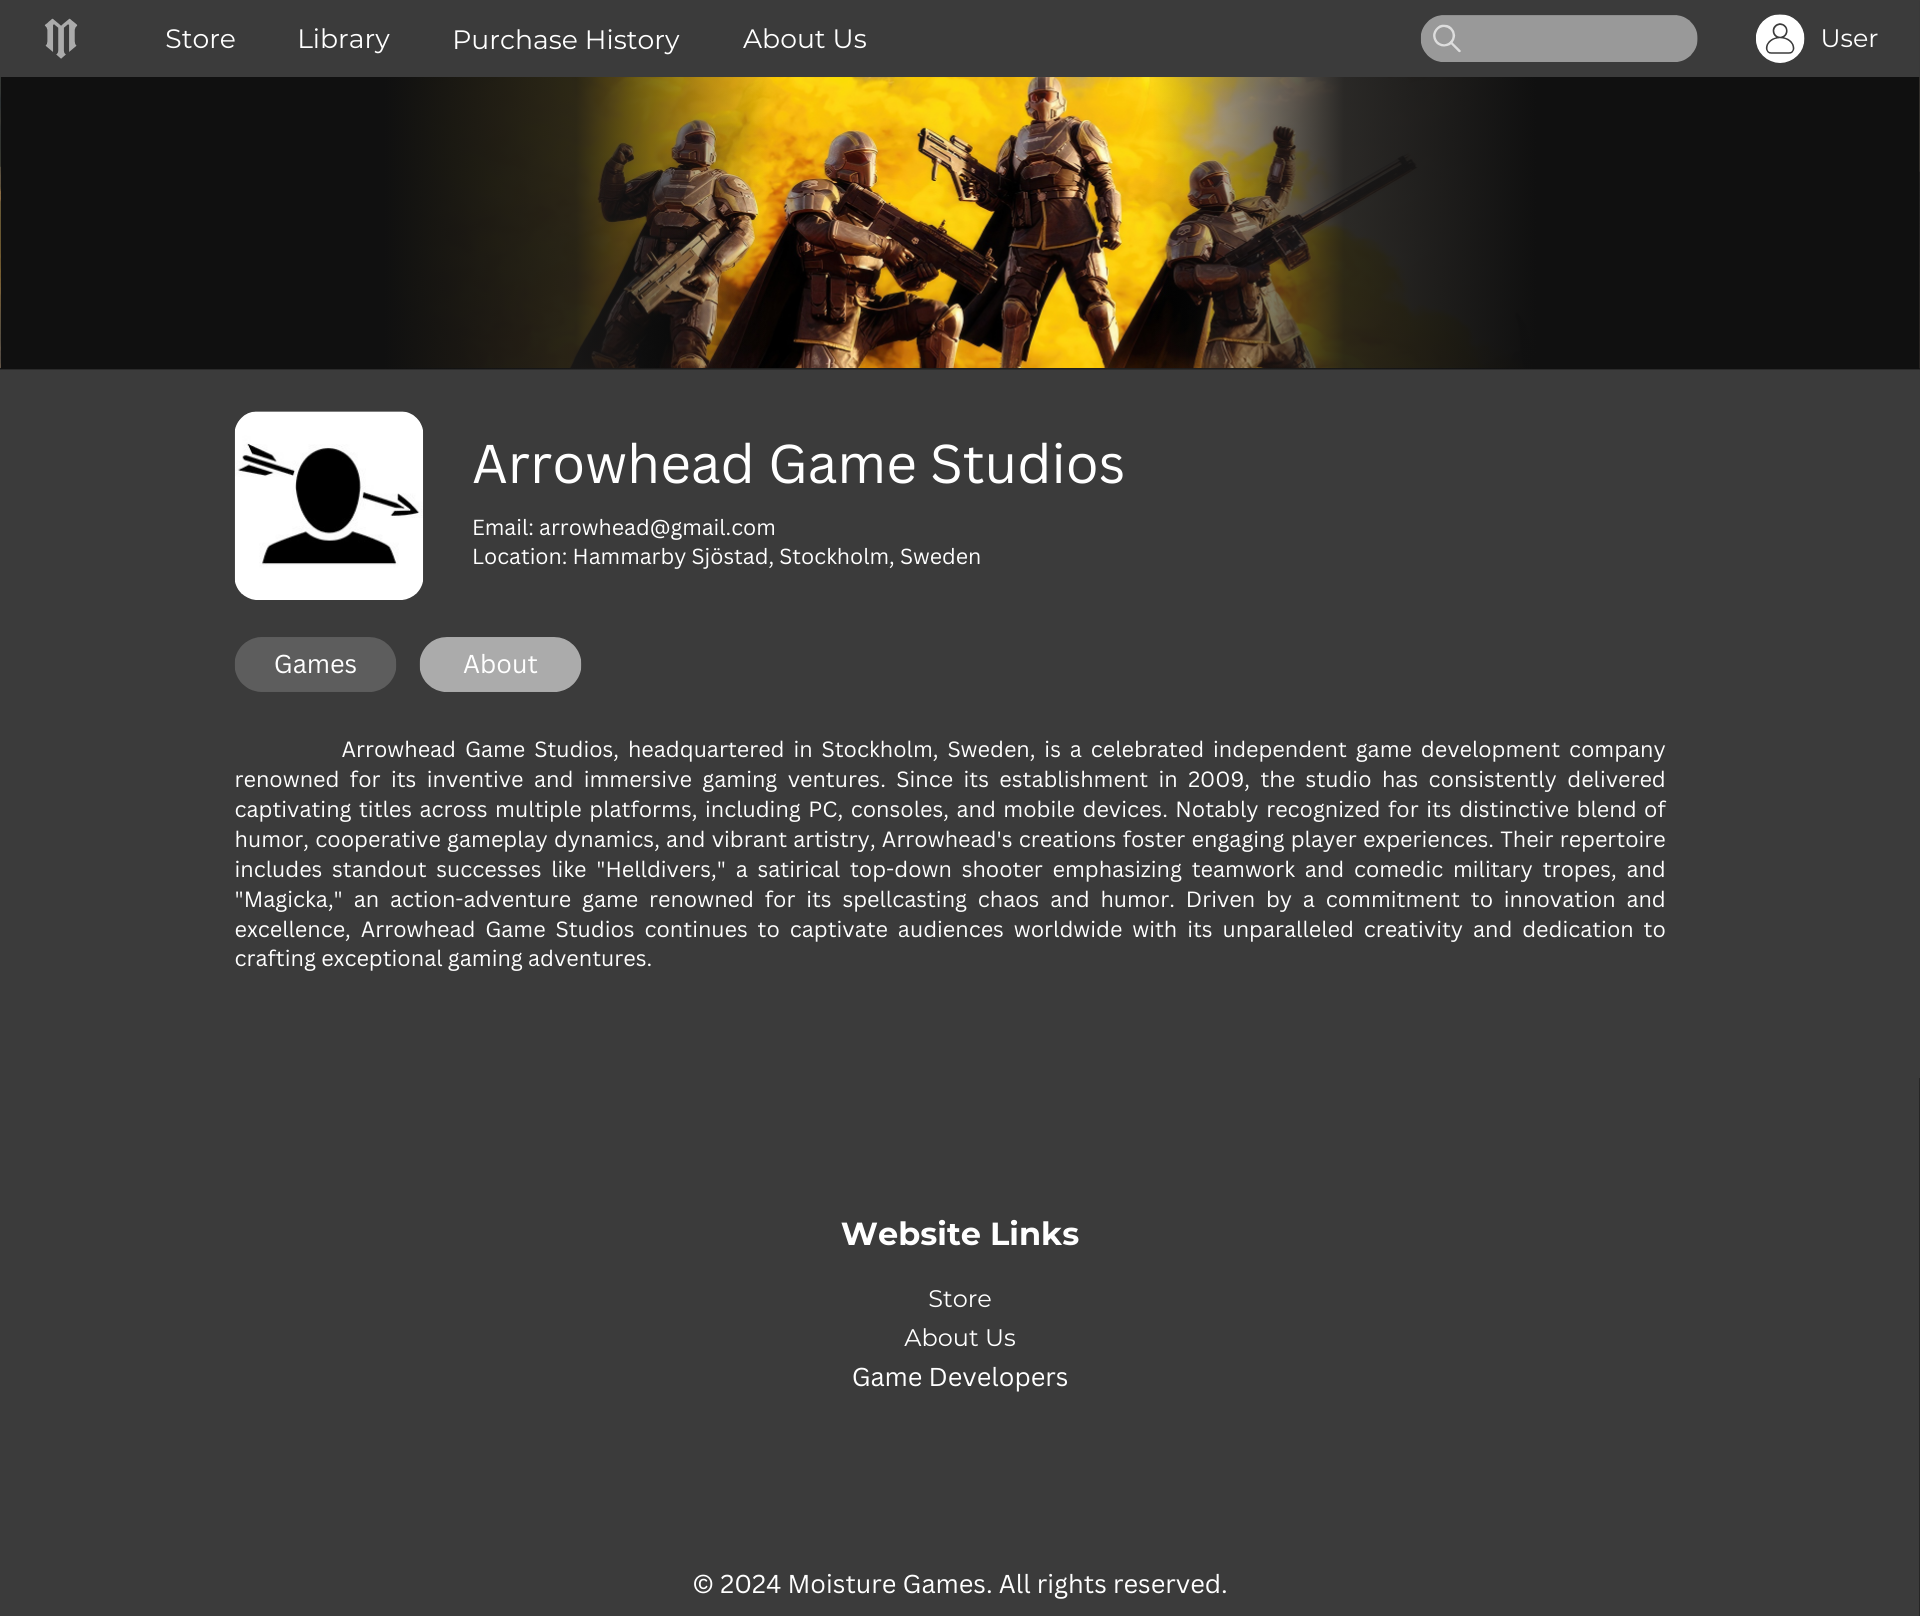 Store Library Purchase History About Us User
Arrowhead Game Studios
Email: arrowhead@gmail.com
Location: Hammarby Sjöstad, Stockholm, Sweden
Games About
Arrowhead Game Studios, headquartered in Stockholm, Sweden, is a celebrated independent game development company
renowned for its inventive and immersive gaming ventures. Since its establishment in 2009, the studio has consistently delivered
captivating titles across multiple platforms, including PC, consoles, and mobile devices. Notably recognized for its distinctive blend of
humor, cooperative gameplay dynamics, and vibrant artistry, Arrowhead's creations foster engaging player experiences. Their repertoire
includes standout successes like "Helldivers," a satirical top-down shooter emphasizing teamwork and comedic military tropes, and
"Magicka," an action-adventure game renowned for its spellcasting chaos and humor. Driven by a commitment to innovation and
excellence, Arrowhead Game Studios continues to captivate audiences worldwide with its unparalleled creativity and dedication to
crafting exceptional gaming adventures.
Website Links
Store
About Us
Game Developers
© 2024 Moisture Games. All rights reserved.